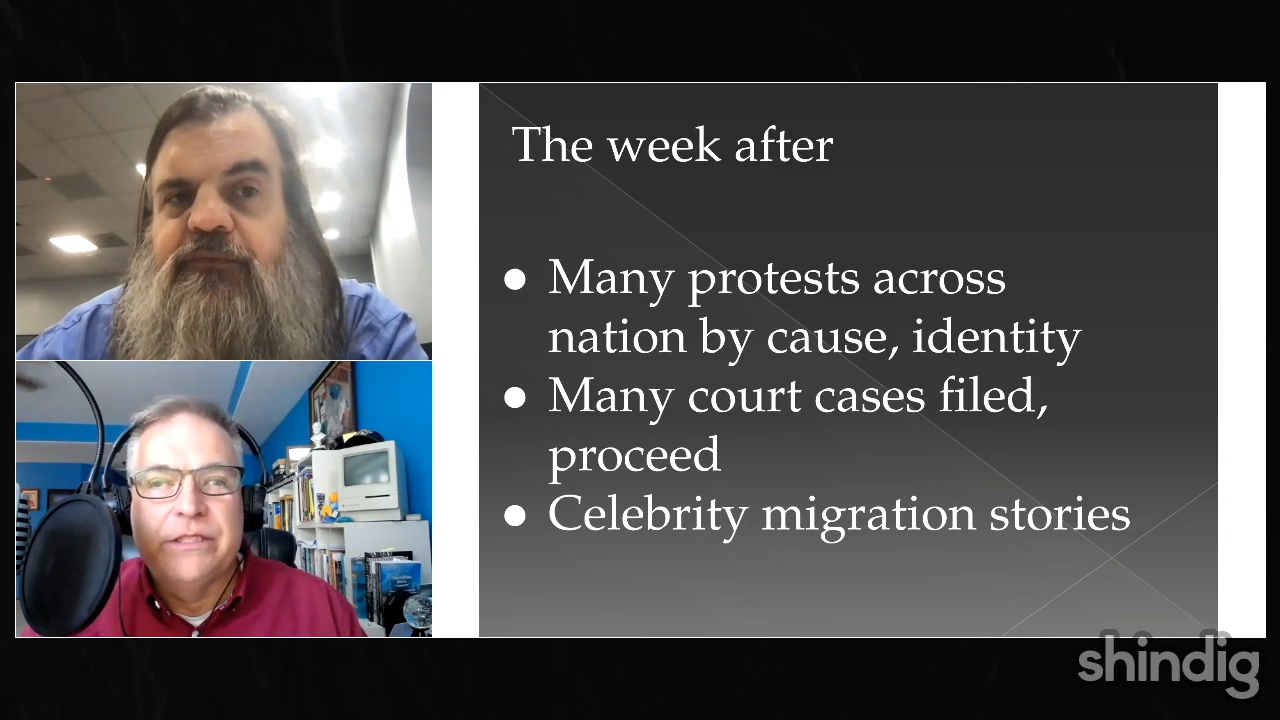 The week after
● Many protests across
nation by cause, identity
● Many court cases filed,
proceed
● Celebrity migration stories
shindig